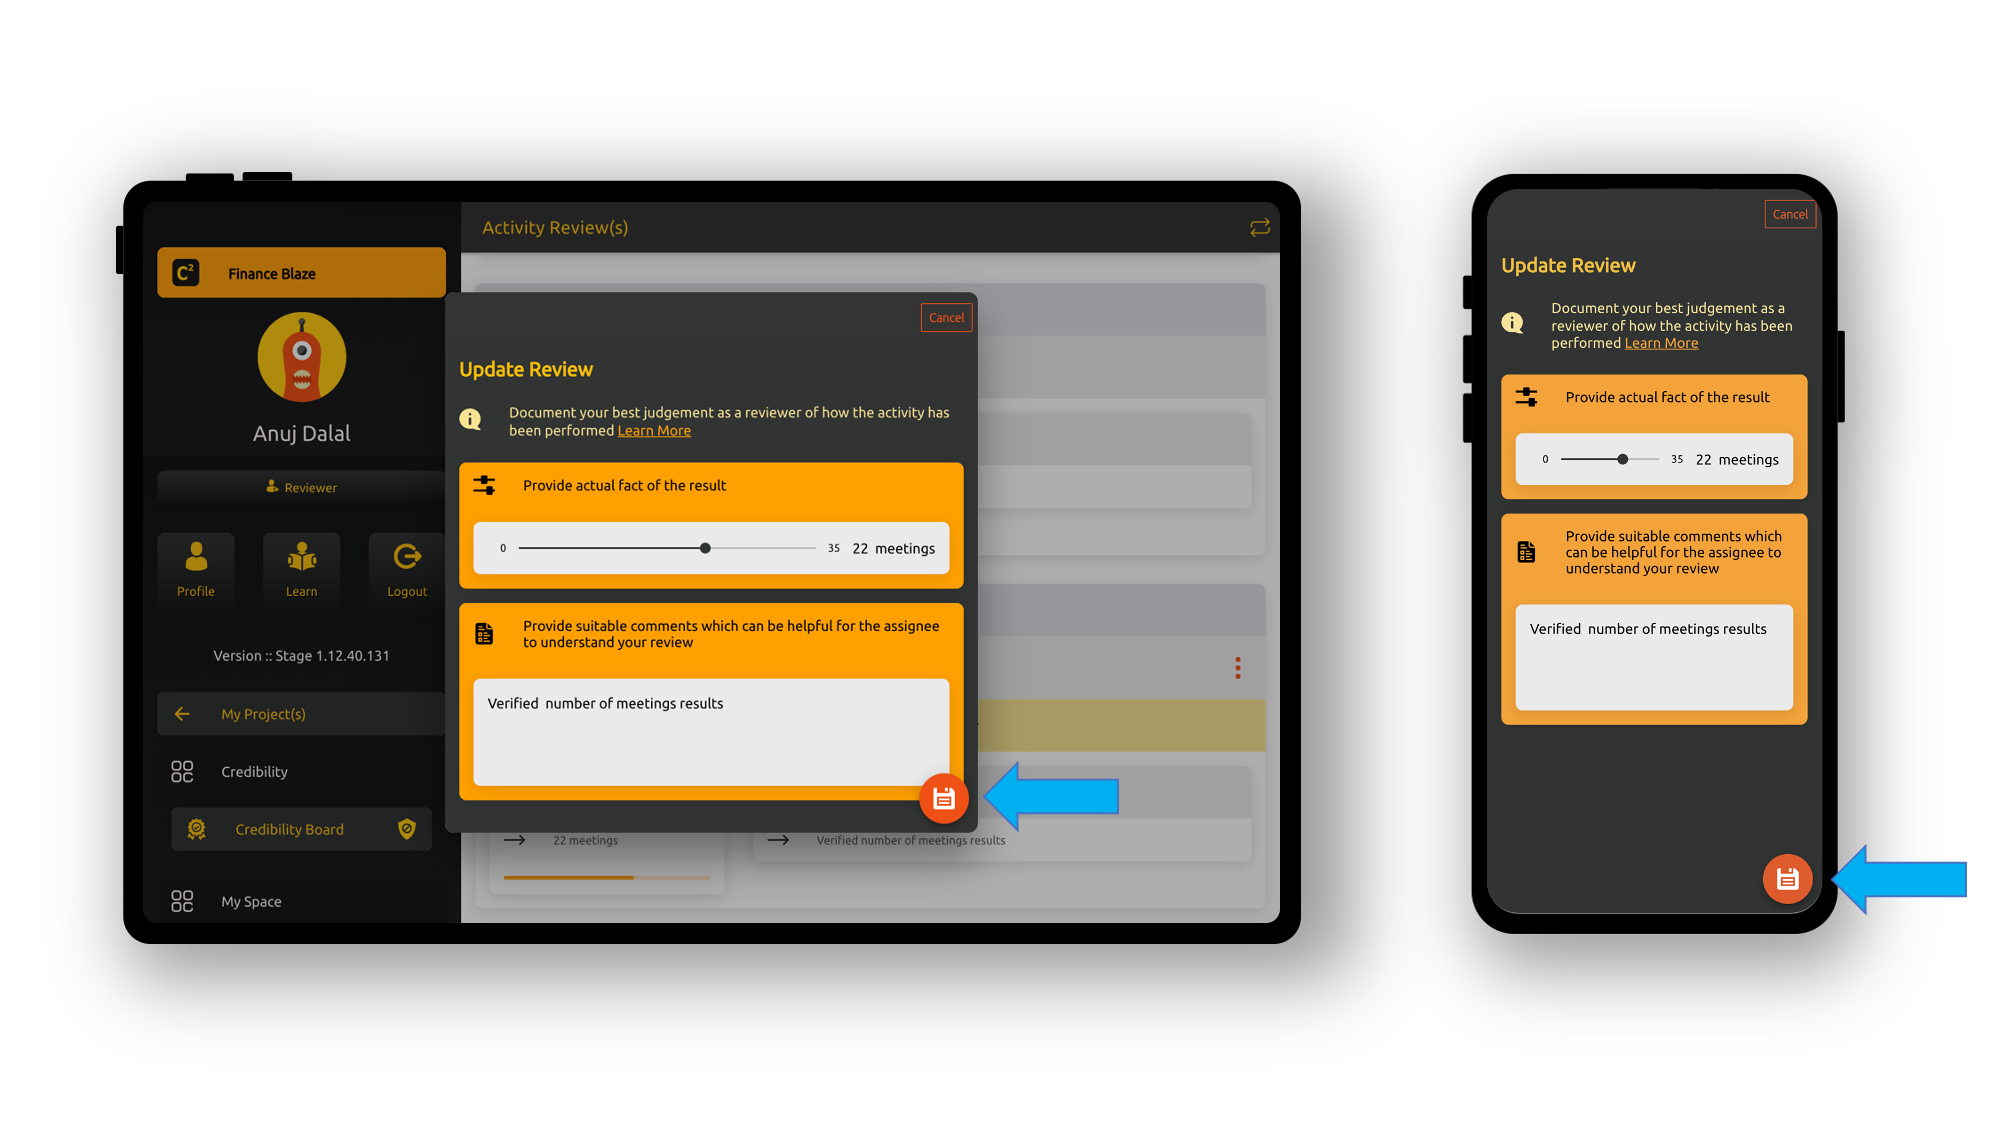 Activity Review(s)
C²
Finance Blaze
Anuj Dalal
Reviewer
Profile
Learn
Logout
Version :: Stage 1.12.40.131
My Project(s)
Credibility
Credibility Board
My Space
Cancel
Update Review
Document your best judgement as a reviewer of how the activity has
been performed Learn More
Provide actual fact of the result
0
35
22 meetings
Provide suitable comments which can be helpful for the assignee
to understand your review
Verified number of meetings results
22 meetings
Verified number of meetings results
Cancel
Update Review
Document your best judgement as a
reviewer of how the activity has been
performed Learn More
Provide actual fact of the result
0
35
22 meetings
Provide suitable comments which
can be helpful for the assignee to
understand your review
Verified number of meetings results